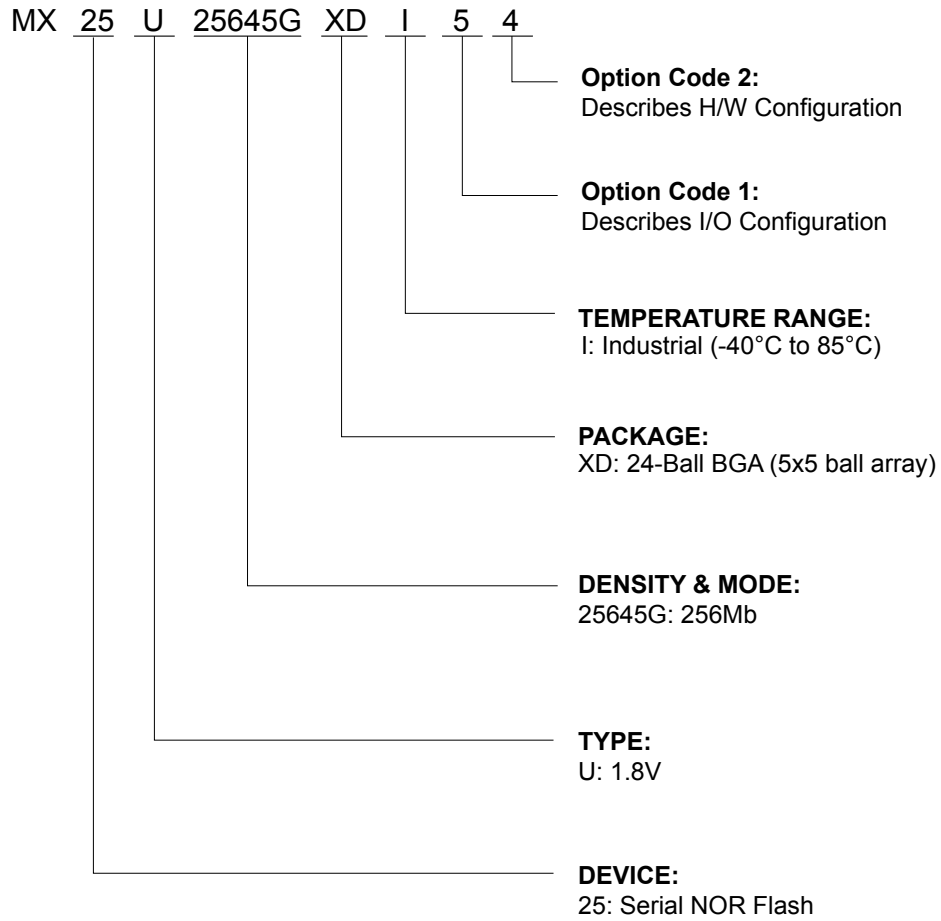 MX 25 U 25645G XD I 5 4
Option Code 2:
Describes H/W Configuration
Option Code 1:
Describes I/O Configuration
TEMPERATURE RANGE:
I: Industrial (-40°C to 85°C)
PACKAGE:
XD: 24-Ball BGA (5x5 ball array)
DENSITY & MODE:
25645G: 256Mb
TYPE:
U: 1.8V
DEVICE:
25: Serial NOR Flash